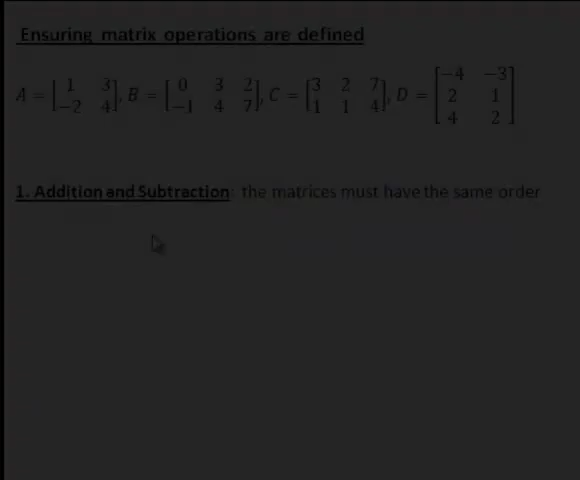 Ensuring matrix operations are defined
A = [1 3; -2 4], B = [0 3 2; -1 4 7], C = [3 2 7; 1 1 4], D = [-4 -3; 2 1; 4 2]
1. Addition and Subtraction: the matrices must have the same order